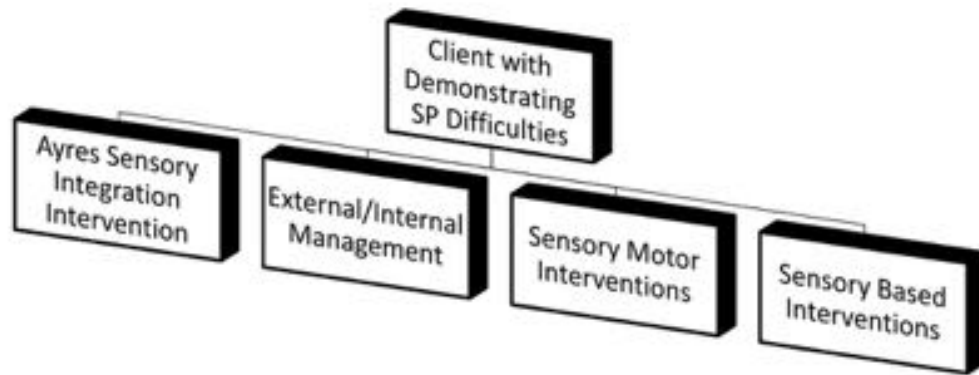 Client with
Demonstrating
SP Difficulties
Ayres Sensory
Integration
Intervention
External/Internal
Management
Sensory Motor
Interventions
Sensory Based
Interventions